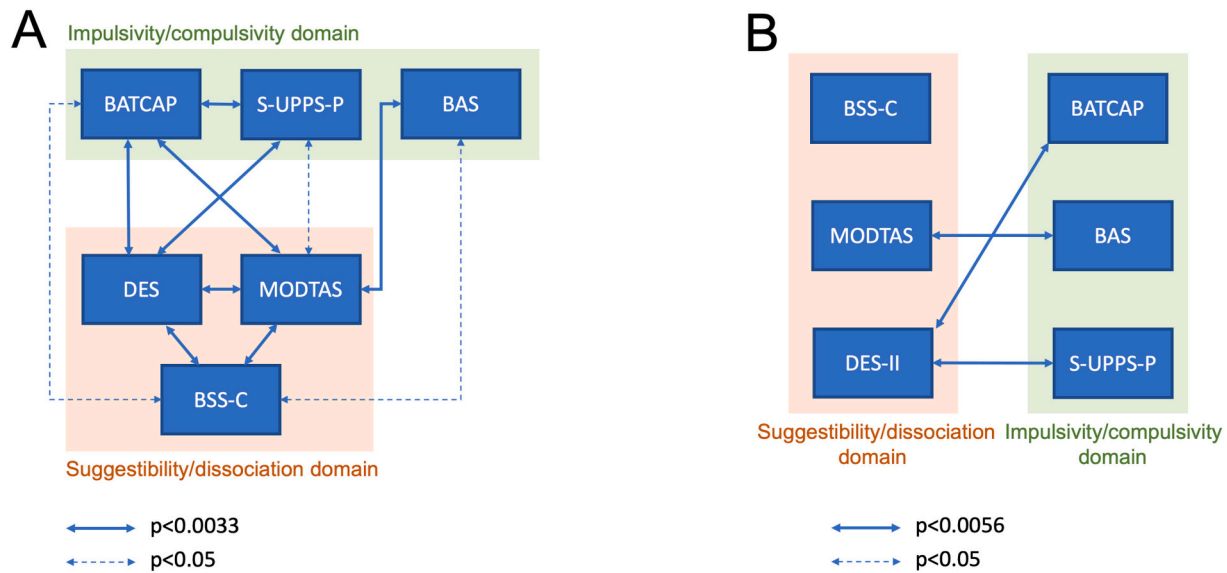 A
Impulsivity/compulsivity domain
BATCAP
S-UPPS-P
BAS
DES
MODTAS
BSS-C
Suggestibility/dissociation domain
p<0.0033
p<0.05
B
BSS-C
BATCAP
MODTAS
BAS
DES-II
S-UPPS-P
Suggestibility/dissociation
domain
Impulsivity/compulsivity
domain
p<0.0056
p<0.05